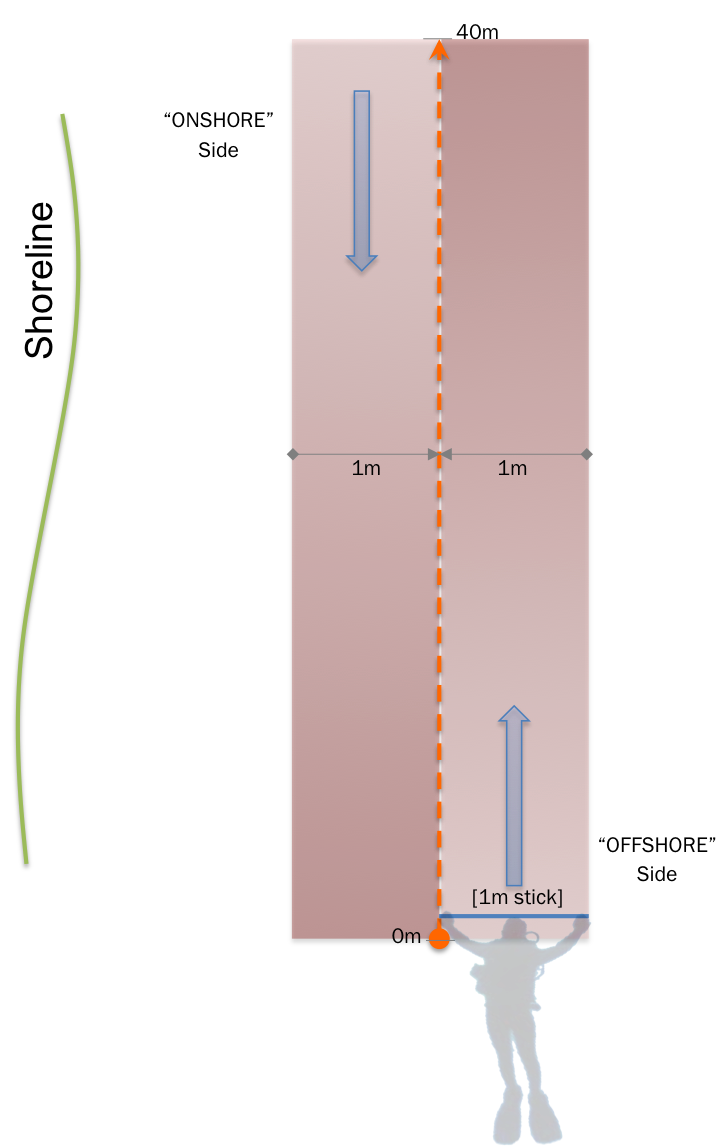 40m
“ONSHORE”
Side
Shoreline
1m
1m
“OFFSHORE”
Side
[1m stick]
0m